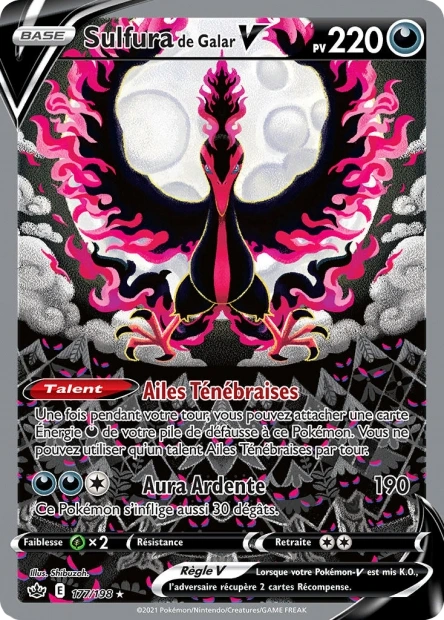 BASE Sulfura de Galar V PV 220
Talent Ailes Ténébraises
Une fois pendant votre tour, vous pouvez attacher une carte
Énergie de votre pile de défausse à ce Pokémon. Vous ne
pouvez utiliser qu'un talent Ailes Ténébraises par tour.
Aura Ardente 190
Ce Pokémon s'inflige aussi 30 dégâts.
Faiblesse ×2 Résistance Retraite
Illus. Shibuzoh. Règle V Lorsque votre Pokémon-V est mis K.O.,
l'adversaire récupère 2 cartes Récompense.
E 177/198 ★
©2021 Pokémon/Nintendo/Creatures/GAME FREAK